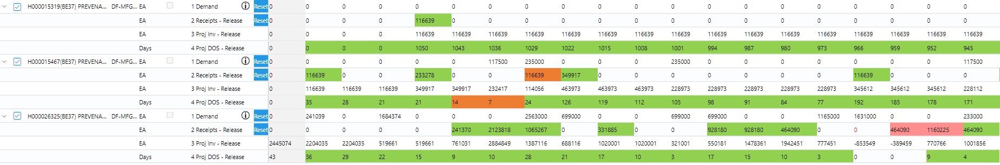 H000015319(BE37) PREVENA... DF-MFG... EA 1 Demand i Reset 0 0 0 0 0 0 0 0 0 0 0 0 0 0 0 0 0 0 0 0
EA 2 Receipts - Release Reset 0 0 0 0 116639 0 0 0 0 0 0 0 0 0 0 0 0 0 0 0
EA 3 Proj Inv - Release 0 0 0 0 116639 116639 116639 116639 116639 116639 116639 116639 116639 116639 116639 116639 116639 116639 116639 116639
Days 4 Proj DOS - Release 0 0 0 0 1050 1043 1036 1029 1022 1015 1008 1001 994 987 980 973 966 959 952 945
H000015467(BE37) PREVENA... DF-MFG... EA 1 Demand i Reset 0 0 0 0 0 0 117500 235000 0 0 0 235000 0 0 0 0 0 0 0 117500
EA 2 Receipts - Release Reset 0 116639 0 0 233278 0 0 116639 349917 0 0 0 0 0 0 0 116639 0 0 0
EA 3 Proj Inv - Release 0 116639 116639 116639 349917 349917 232417 114056 463973 463973 463973 228973 228973 228973 228973 228973 345612 345612 345612 228112
Days 4 Proj DOS - Release 0 35 28 21 21 14 7 24 126 119 112 105 98 91 84 77 192 185 178 171
H000026325(BE37) PREVENA... DF-MFG... EA 1 Demand i Reset 0 241039 0 1684374 0 0 0 2563000 699000 0 0 699000 699000 0 0 1165000 1631000 0 0 233000
EA 2 Receipts - Release Reset 0 0 0 0 0 241370 2123818 1065267 0 331885 0 0 928180 928180 464090 0 0 464090 1160225 464090
EA 3 Proj Inv - Release 2445074 2204035 2204035 519661 519661 761031 2884849 1387116 688116 1020001 1020001 321001 550181 1478361 1942451 777451 -853549 -389459 770766 1001856
Days 4 Proj DOS - Release 43 36 29 22 15 9 10 28 21 17 10 3 17 15 10 3 0 0 9 4